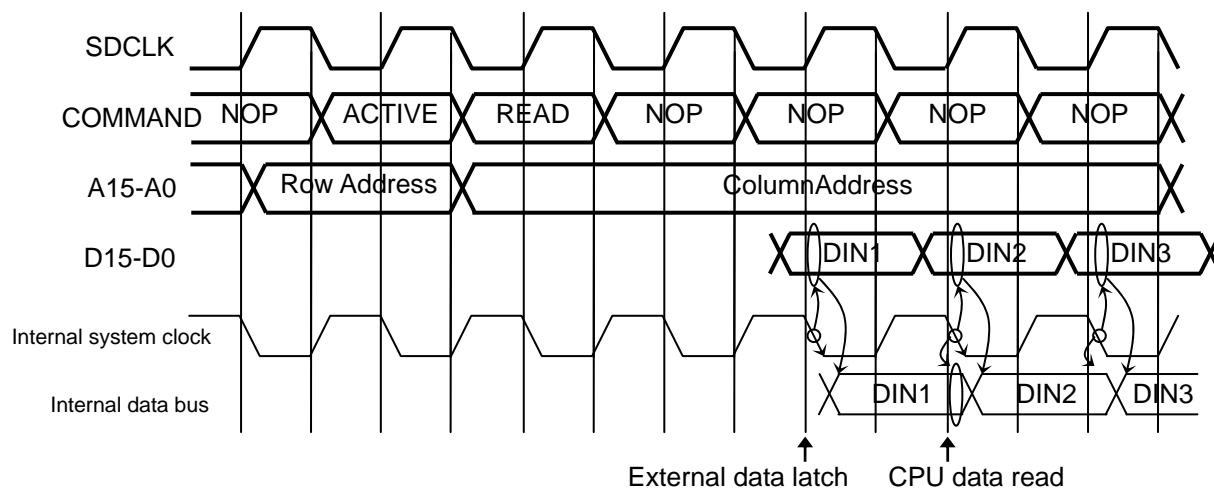 SDCLK
COMMAND NOP ACTIVE READ NOP NOP NOP NOP
A15-A0 Row Address ColumnAddress
D15-D0 DIN1 DIN2 DIN3
Internal system clock
Internal data bus DIN1 DIN2 DIN3
External data latch CPU data read